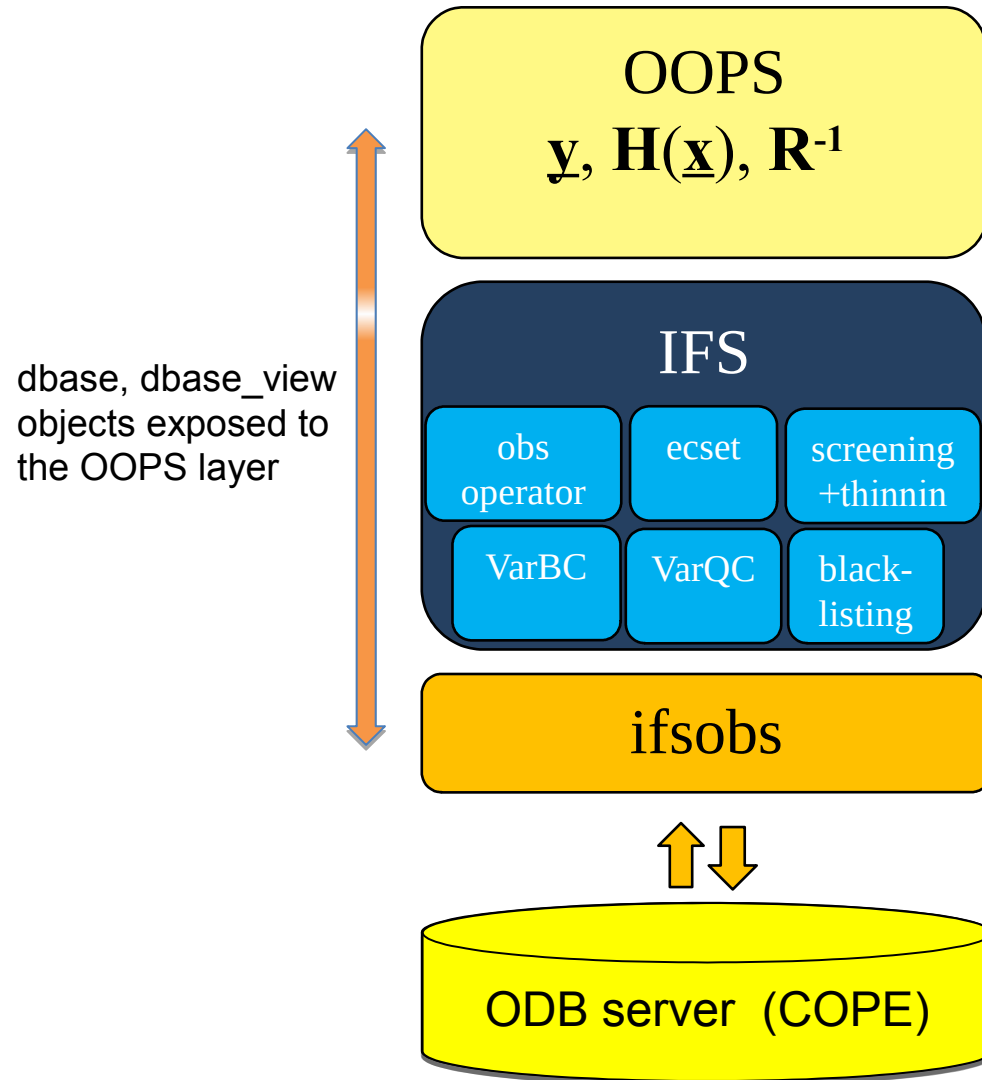 OOPS
y, H(x), R-1
IFS
dbase, dbase_view
objects exposed to
the OOPS layer
obs
operator
ecset
screening
+thinnin
VarBC
VarQC
black-
listing
ifsobs
ODB server (COPE)